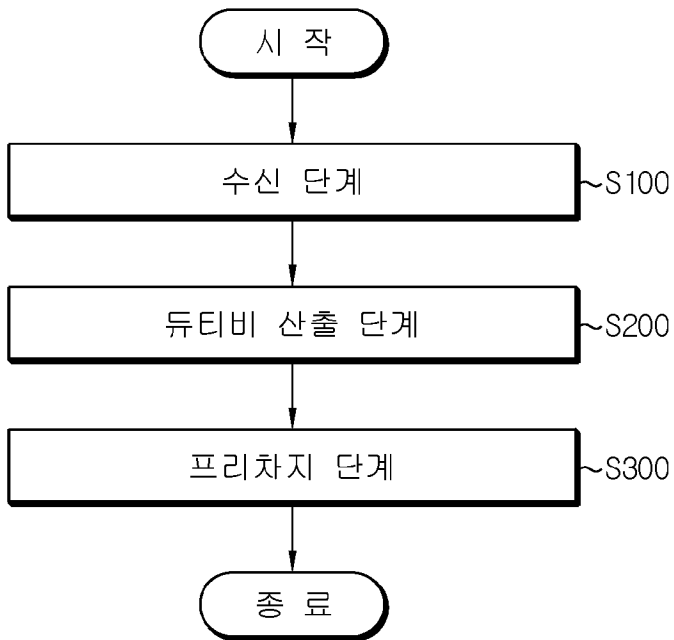 시 작
수신 단계 ~S100
듀티비 산출 단계 ~S200
프리차지 단계 ~S300
종 료